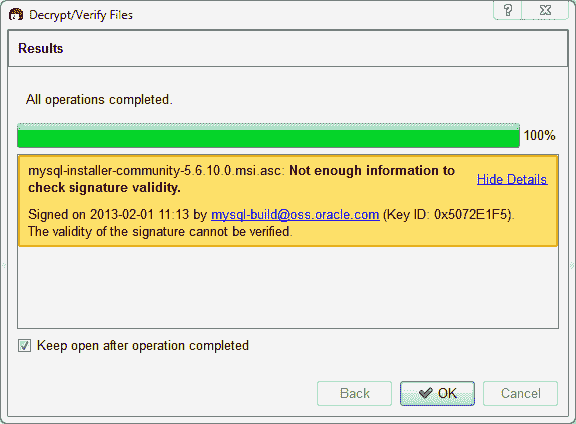 Decrypt/Verify Files
Results
All operations completed.
100%
mysql-installer-community-5.6.10.0.msi.asc: Not enough information to
check signature validity.
Hide Details
Signed on 2013-02-01 11:13 by mysql-build@oss.oracle.com (Key ID: 0x5072E1F5).
The validity of the signature cannot be verified.
Keep open after operation completed
Back
OK
Cancel